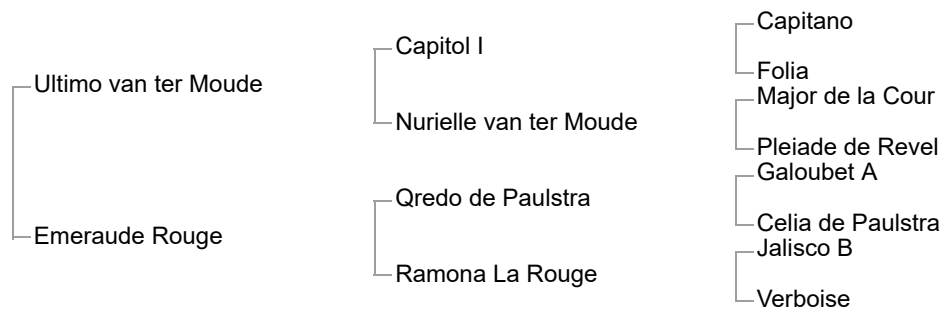 Capitano
Capitol I
Folia
Ultimo van ter Moude
Major de la Cour
Nurielle van ter Moude
Pleiade de Revel
Galoubet A
Qredo de Paulstra
Celia de Paulstra
Emeraude Rouge
Jalisco B
Ramona La Rouge
Verboise